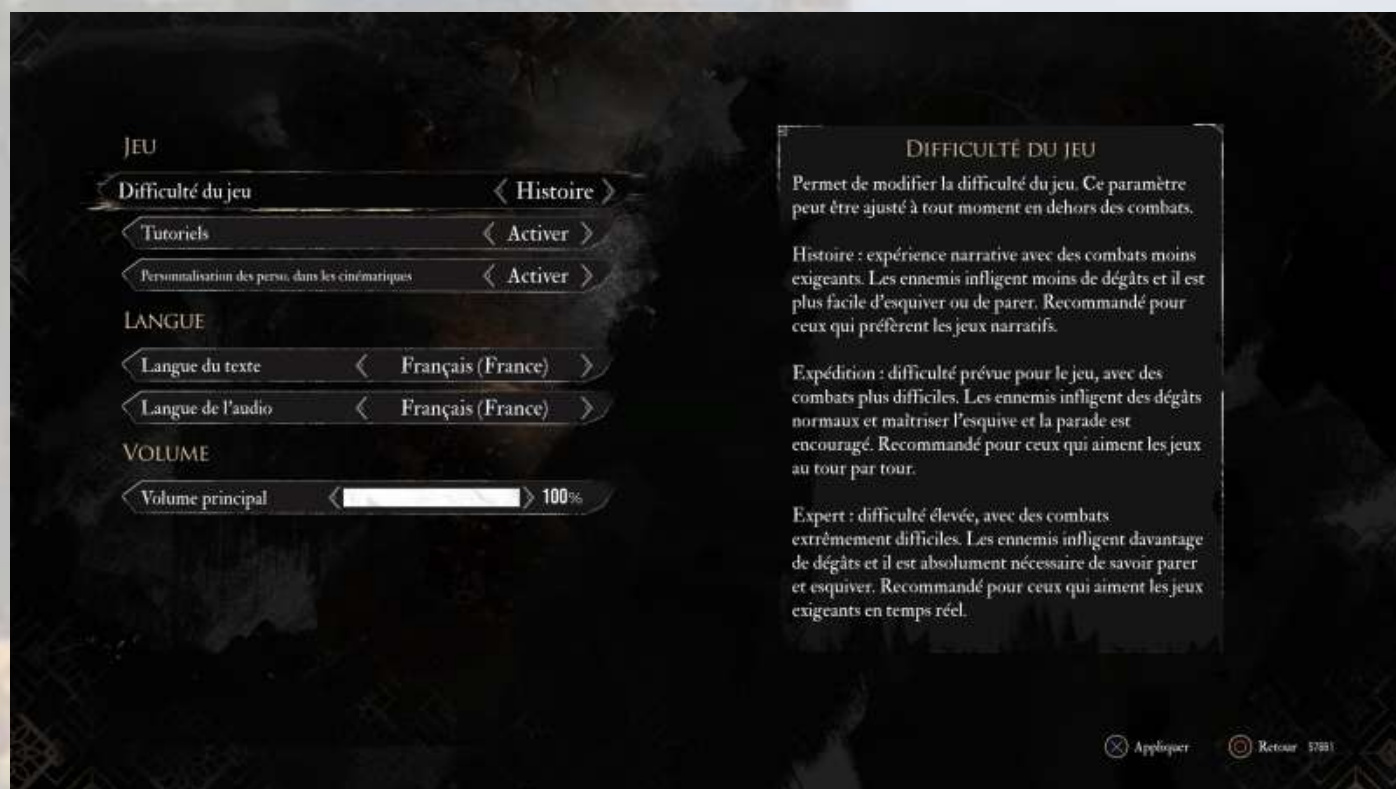 JEU
Difficulté du jeu Histoire
Tutoriels Activer
Personnalisation des perso. dans les cinématiques Activer
LANGUE
Langue du texte Français (France)
Langue de l'audio Français (France)
VOLUME
Volume principal 100%
DIFFICULTÉ DU JEU
Permet de modifier la difficulté du jeu. Ce paramètre
peut être ajusté à tout moment en dehors des combats.
Histoire : expérience narrative avec des combats moins
exigeants. Les ennemis infligent moins de dégâts et il est
plus facile d'esquiver ou de parer. Recommandé pour
ceux qui préfèrent les jeux narratifs.
Expédition : difficulté prévue pour le jeu, avec des
combats plus difficiles. Les ennemis infligent des dégâts
normaux et maîtriser l'esquive et la parade est
encouragé. Recommandé pour ceux qui aiment les jeux
au tour par tour.
Expert : difficulté élevée, avec des combats
extrêmement difficiles. Les ennemis infligent davantage
de dégâts et il est absolument nécessaire de savoir parer
et esquiver. Recommandé pour ceux qui aiment les jeux
exigeants en temps réel.
Appliquer Retour